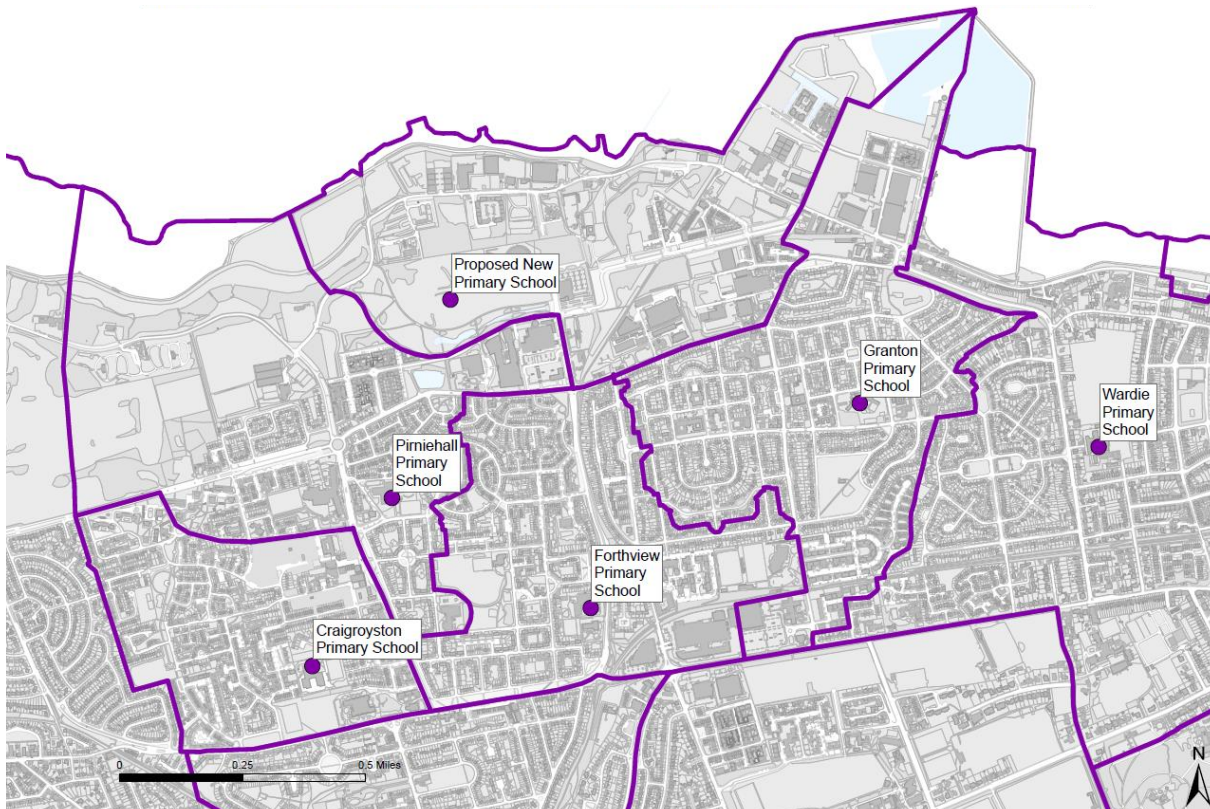 Proposed New
Primary School
Granton
Primary
School
Wardie
Primary
School
Pirniehall
Primary
School
Forthview
Primary
School
Craigroyston
Primary School
0
0.25
0.5 Miles
N